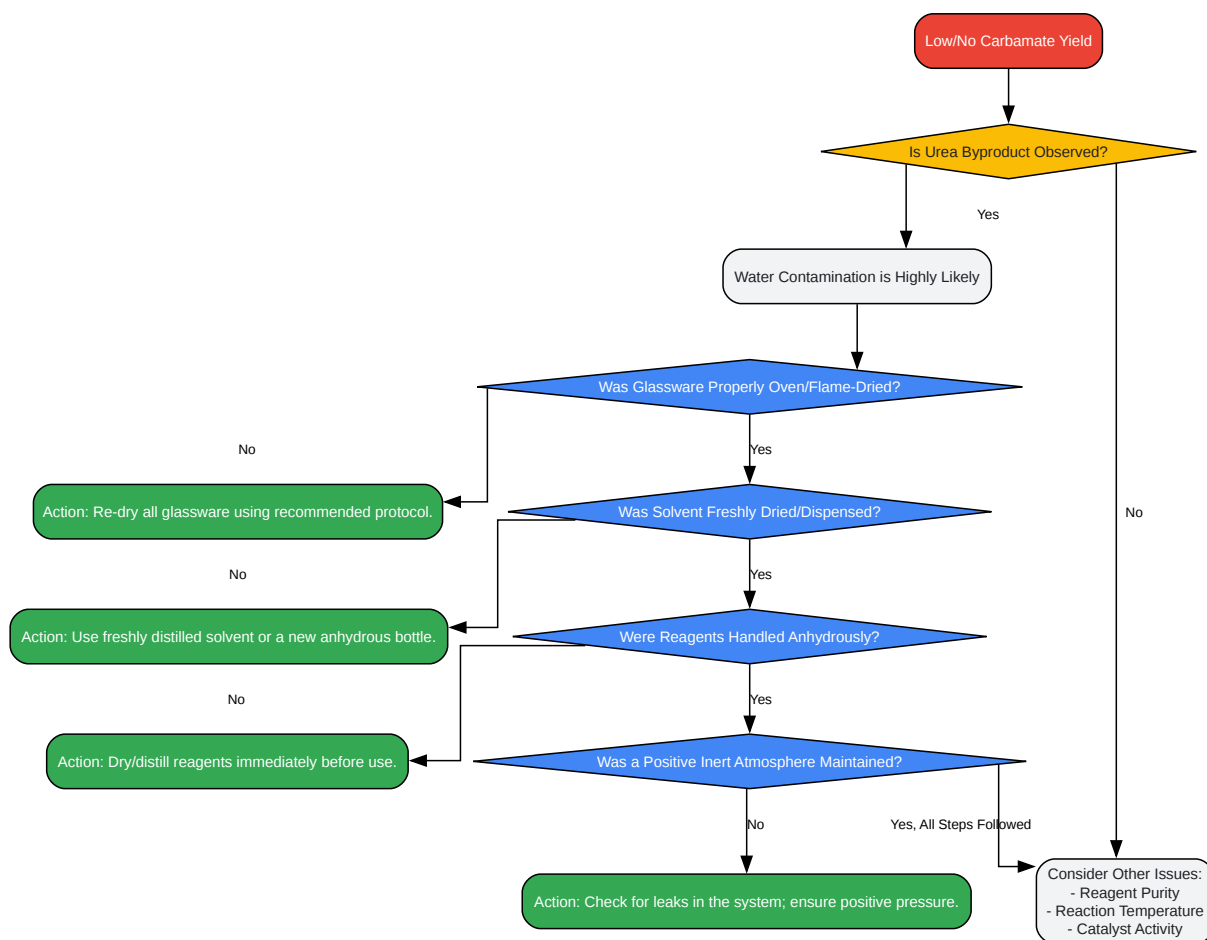 Low/No Carbamate Yield
Is Urea Byproduct Observed?
Yes
Water Contamination is Highly Likely
Was Glassware Properly Oven/Flame-Dried?
No
Yes
Action: Re-dry all glassware using recommended protocol.
Was Solvent Freshly Dried/Dispensed?
No
No
Yes
Action: Use freshly distilled solvent or a new anhydrous bottle.
Were Reagents Handled Anhydrously?
No
Yes
Action: Dry/distill reagents immediately before use.
Was a Positive Inert Atmosphere Maintained?
No
Yes, All Steps Followed
Action: Check for leaks in the system; ensure positive pressure.
Consider Other Issues:
- Reagent Purity
- Reaction Temperature
- Catalyst Activity